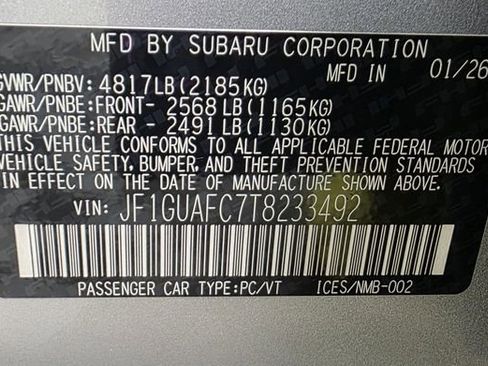 MFD BY SUBARU CORPORATION
MFD IN 01/26
GVWR/PNBV: 4817LB (2185KG)
GAWR/PNBE: FRONT- 2568 LB (1165KG)
GAWR/PNBE: REAR - 2491 LB (1130KG)
THIS VEHICLE CONFORMS TO ALL APPLICABLE FEDERAL MOTOR
VEHICLE SAFETY, BUMPER, AND THEFT PREVENTION STANDARDS
IN EFFECT ON THE DATE OF MANUFACTURE SHOWN ABOVE.
VIN: JF1GUAFC7T8233492
PASSENGER CAR TYPE:PC/VT ICES/NMB-002